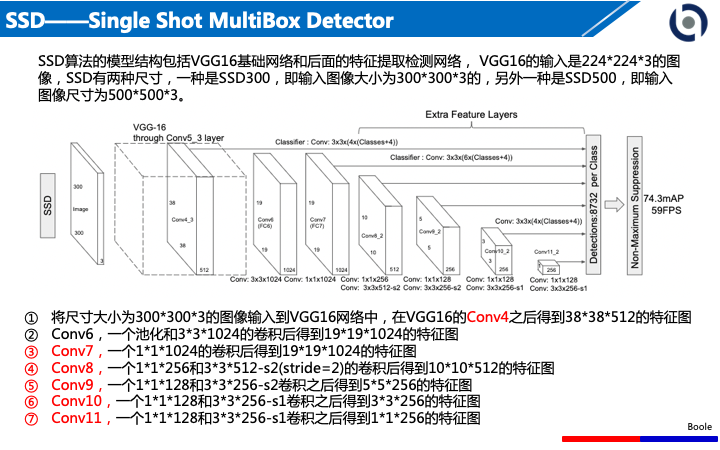 SSD——Single Shot MultiBox Detector
SSD算法的模型结构包括VGG16基础网络和后面的特征提取检测网络， VGG16的输入是224*224*3的图
像，SSD有两种尺寸，一种是SSD300，即输入图像大小为300*300*3的，另外一种是SSD500，即输入
图像尺寸为500*500*3。
Extra Feature Layers
VGG-16
through Conv5_3 layer
Classifier : Conv: 3x3x(4x(Classes+4))
Classifier : Conv: 3x3x(6x(Classes+4))
Conv: 3x3x(4x(Classes+4))
SSD
300
Image
300
3
38
Conv4_3
38
512
19
Conv6
(FC6)
19
1024
19
Conv7
(FC7)
19
1024
10
Conv8_2
10
512
5
Conv9_2
5
256
3
Conv10_2
3
256
Conv11_2
1
256
Conv: 3x3x1024
Conv: 1x1x1024
Conv: 1x1x256
Conv: 3x3x512-s2
Conv: 1x1x128
Conv: 3x3x256-s2
Conv: 1x1x128
Conv: 3x3x256-s1
Conv: 1x1x128
Conv: 3x3x256-s1
Detections:8732 per Class
Non-Maximum Suppression
74.3mAP
59FPS
① 将尺寸大小为300*300*3的图像输入到VGG16网络中，在VGG16的Conv4之后得到38*38*512的特征图
② Conv6，一个池化和3*3*1024的卷积后得到19*19*1024的特征图
③ Conv7，一个1*1*1024的卷积后得到19*19*1024的特征图
④ Conv8，一个1*1*256和3*3*512-s2(stride=2)的卷积后得到10*10*512的特征图
⑤ Conv9，一个1*1*128和3*3*256-s2卷积之后得到5*5*256的特征图
⑥ Conv10，一个1*1*128和3*3*256-s1卷积之后得到3*3*256的特征图
⑦ Conv11，一个1*1*128和3*3*256-s1卷积之后得到1*1*256的特征图
Boole